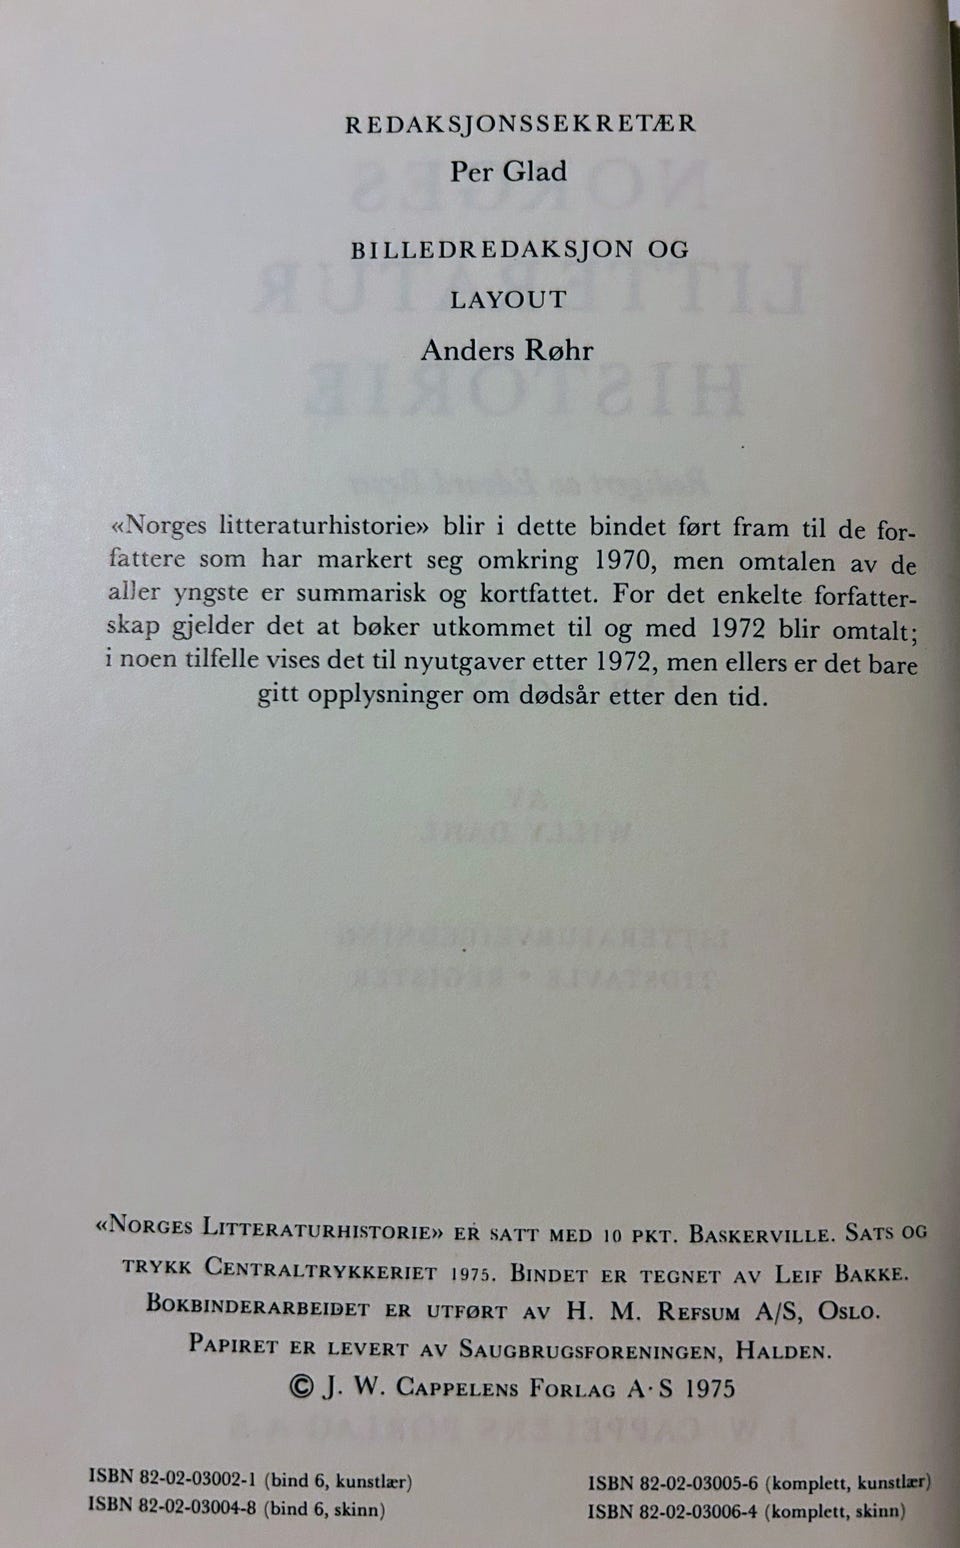 REDAKSJONSSEKRETÆR
Per Glad
BILLEDREDAKSJON OG
LAYOUT
Anders Røhr
«Norges litteraturhistorie» blir i dette bindet ført fram til de for-
fattere som har markert seg omkring 1970, men omtalen av de
aller yngste er summarisk og kortfattet. For det enkelte forfatter-
skap gjelder det at bøker utkommet til og med 1972 blir omtalt;
i noen tilfelle vises det til nyutgaver etter 1972, men ellers er det bare
gitt opplysninger om dødsår etter den tid.
«Norges Litteraturhistorie» er satt med 10 pkt. Baskerville. Sats og
trykk Centraltrykkeriet 1975. Bindet er tegnet av Leif Bakke.
Bokbinderarbeidet er utført av H. M. Refsum A/S, Oslo.
Papiret er levert av Saugbrugsforeningen, Halden.
© J. W. Cappelens Forlag A·S 1975
ISBN 82-02-03002-1 (bind 6, kunstlær)
ISBN 82-02-03004-8 (bind 6, skinn)
ISBN 82-02-03005-6 (komplett, kunstlær)
ISBN 82-02-03006-4 (komplett, skinn)